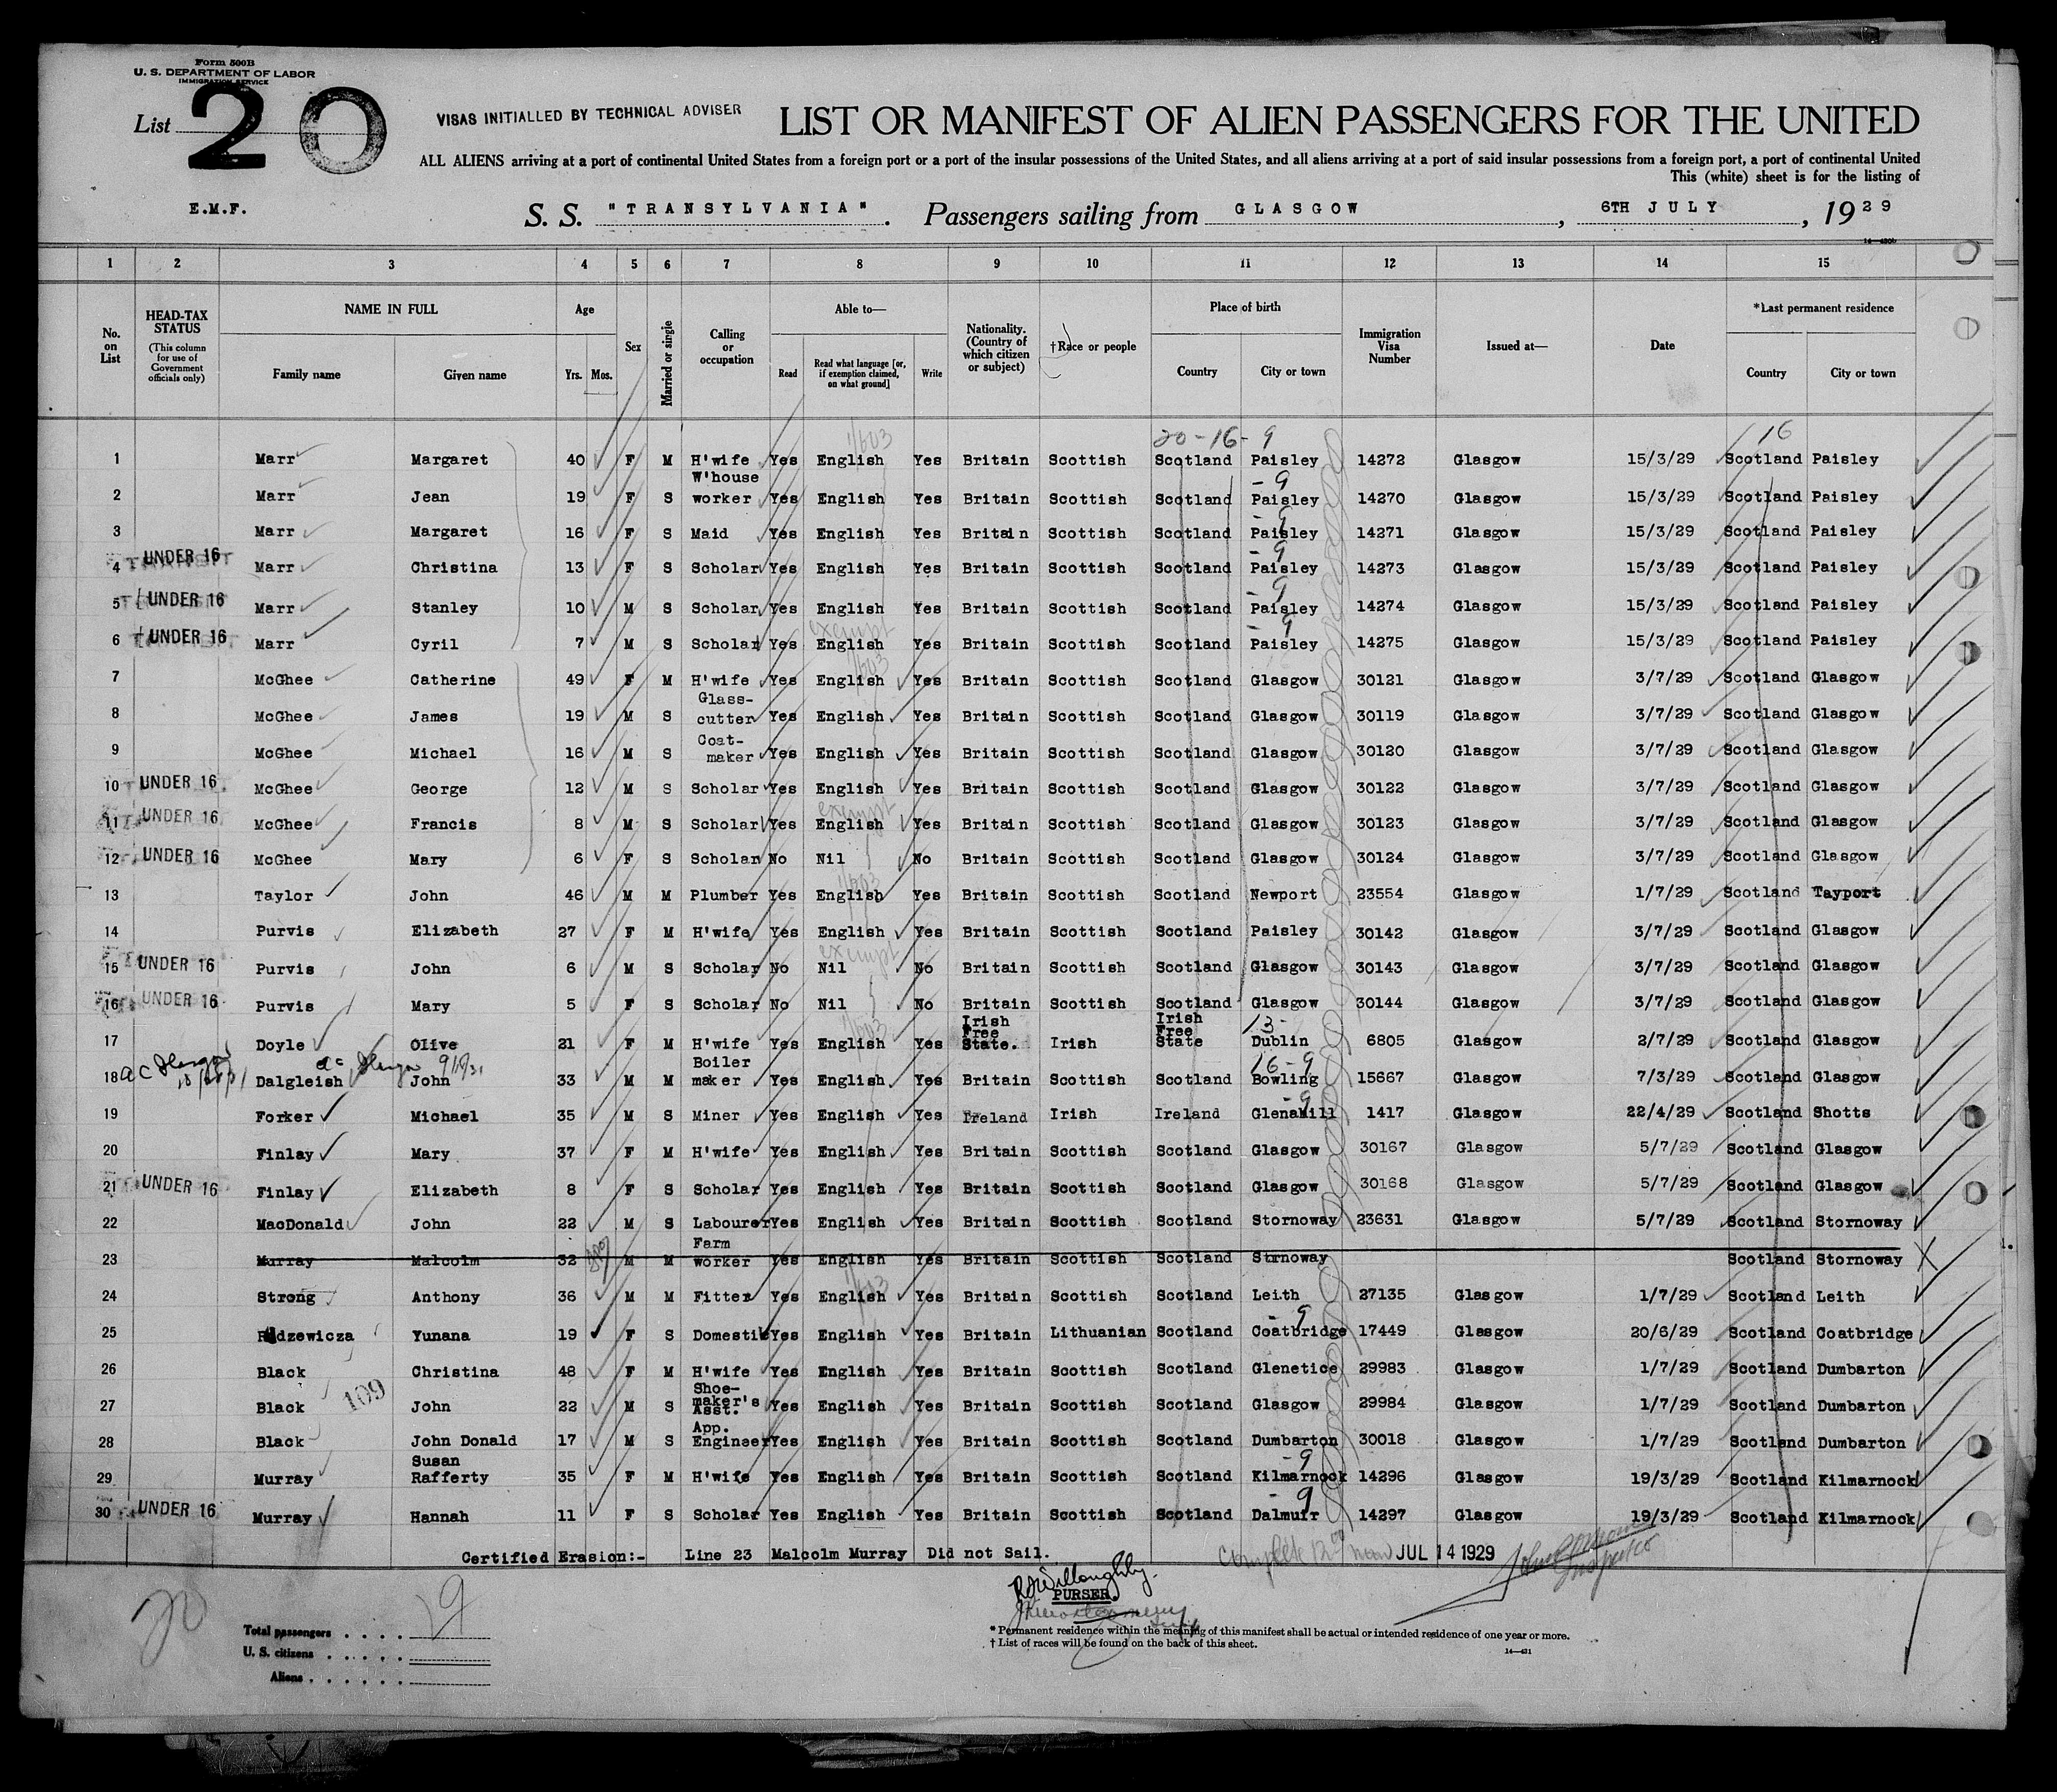 Form 500B
U. S. DEPARTMENT OF LABOR
IMMIGRATION SERVICE
List 20
VISAS INITIALLED BY TECHNICAL ADVISER
LIST OR MANIFEST OF ALIEN PASSENGERS FOR THE UNITED
ALL ALIENS arriving at a port of continental United States from a foreign port or a port of the insular possessions of the United States, and all aliens arriving at a port of said insular possessions from a foreign port, a port of continental United
This (white) sheet is for the listing of
E.M.F.
S. S. "TRANSYLVANIA". Passengers sailing from GLASGOW, 6TH JULY, 1929
1 2 3 4 5 6 7 8 9 10 11 12 13 14 15
No. on List
HEAD-TAX STATUS (This column for use of Government officials only)
NAME IN FULL
Family name Given name
Age
Yrs. Mos.
Sex
Married or single
Calling or occupation
Able to—
Read
Read what language [or, if exemption claimed, on what ground]
Write
Nationality. (Country of which citizen or subject)
†Race or people
Place of birth
Country City or town
Immigration Visa Number
Issued at—
Date
*Last permanent residence
Country City or town
20-16-9 16
1 Marr Margaret 40 F M H'wife Yes English Yes Britain Scottish Scotland Paisley 14272 Glasgow 15/3/29 Scotland Paisley
2 Marr Jean 19 F S W'house worker Yes English Yes Britain Scottish Scotland Paisley 14270 Glasgow 15/3/29 Scotland Paisley
3 Marr Margaret 16 F S Maid Yes English Yes Britain Scottish Scotland Paisley 14271 Glasgow 15/3/29 Scotland Paisley
4 UNDER 16 Marr Christina 13 F S Scholar Yes English Yes Britain Scottish Scotland Paisley 14273 Glasgow 15/3/29 Scotland Paisley
5 UNDER 16 Marr Stanley 10 M S Scholar Yes English Yes Britain Scottish Scotland Paisley 14274 Glasgow 15/3/29 Scotland Paisley
6 UNDER 16 Marr Cyril 7 M S Scholar Yes English Yes Britain Scottish Scotland Paisley 14275 Glasgow 15/3/29 Scotland Paisley
7 McGhee Catherine 49 F M H'wife Yes English Yes Britain Scottish Scotland Glasgow 30121 Glasgow 3/7/29 Scotland Glasgow
8 McGhee James 19 M S Glass-cutter Yes English Yes Britain Scottish Scotland Glasgow 30119 Glasgow 3/7/29 Scotland Glasgow
9 McGhee Michael 16 M S Coat-maker Yes English Yes Britain Scottish Scotland Glasgow 30120 Glasgow 3/7/29 Scotland Glasgow
10 UNDER 16 McGhee George 12 M S Scholar Yes English Yes Britain Scottish Scotland Glasgow 30122 Glasgow 3/7/29 Scotland Glasgow
11 UNDER 16 McGhee Francis 8 M S Scholar Yes English Yes Britain Scottish Scotland Glasgow 30123 Glasgow 3/7/29 Scotland Glasgow
12 UNDER 16 McGhee Mary 6 F S Scholar No Nil No Britain Scottish Scotland Glasgow 30124 Glasgow 3/7/29 Scotland Glasgow
13 Taylor John 46 M M Plumber Yes English Yes Britain Scottish Scotland Newport 23554 Glasgow 1/7/29 Scotland Tayport
14 Purvis Elizabeth 27 F M H'wife Yes English Yes Britain Scottish Scotland Paisley 30142 Glasgow 3/7/29 Scotland Glasgow
15 UNDER 16 Purvis John 6 M S Scholar No Nil No Britain Scottish Scotland Glasgow 30143 Glasgow 3/7/29 Scotland Glasgow
16 UNDER 16 Purvis Mary 5 F S Scholar No Nil No Britain Scottish Scotland Glasgow 30144 Glasgow 3/7/29 Scotland Glasgow
17 Doyle Olive 21 F M H'wife Yes English Yes Irish Free State. Irish Irish Free State Dublin 6805 Glasgow 2/7/29 Scotland Glasgow
18 Dalgleish John 33 M M Boiler maker Yes English Yes Britain Scottish Scotland Bowling 15667 Glasgow 7/3/29 Scotland Glasgow
19 Forker Michael 35 M S Miner Yes English Yes Ireland Irish Ireland Glenskill 1417 Glasgow 22/4/29 Scotland Shotts
20 Finlay Mary 37 F M H'wife Yes English Yes Britain Scottish Scotland Glasgow 30167 Glasgow 5/7/29 Scotland Glasgow
21 UNDER 16 Finlay Elizabeth 8 F S Scholar Yes English Yes Britain Scottish Scotland Glasgow 30168 Glasgow 5/7/29 Scotland Glasgow
22 MacDonald John 22 M S Labourer Yes English Yes Britain Scottish Scotland Stornoway 23631 Glasgow 5/7/29 Scotland Stornoway
23 Murray Malcolm 32 M M Farm worker Yes English Yes Britain Scottish Scotland Strnoway Scotland Stornoway
24 Strong Anthony 36 M M Fitter Yes English Yes Britain Scottish Scotland Leith 27135 Glasgow 1/7/29 Scotland Leith
25 Yunana 19 F S Domestic Yes English Yes Britain Lithuanian Scotland Coatbridge 17449 Glasgow 20/6/29 Scotland Coatbridge
26 Black Christina 48 F M H'wife Yes English Yes Britain Scottish Scotland Glenetice 29983 Glasgow 1/7/29 Scotland Dumbarton
27 Black 109 John 22 M S Shoe-maker's Asst. Yes English Yes Britain Scottish Scotland Glasgow 29984 Glasgow 1/7/29 Scotland Dumbarton
28 Black John Donald 17 M S App. Engineer Yes English Yes Britain Scottish Scotland Dumbarton 30018 Glasgow 1/7/29 Scotland Dumbarton
29 Murray Susan Rafferty 35 F M H'wife Yes English Yes Britain Scottish Scotland Kilmarnock 14296 Glasgow 19/3/29 Scotland Kilmarnock
30 UNDER 16 Murray Hannah 11 F S Scholar Yes English Yes Britain Scottish Scotland Dalmuir 14297 Glasgow 19/3/29 Scotland Kilmarnock
Certified Erasion:- Line 23 Malcolm Murray Did not Sail. JUL 14 1929
PURSER
20
Total passengers . . . .
U. S. citizens . . . . .
Aliens . . . . . .
* Permanent residence within the meaning of this manifest shall be actual or intended residence of one year or more.
† List of races will be found on the back of this sheet.